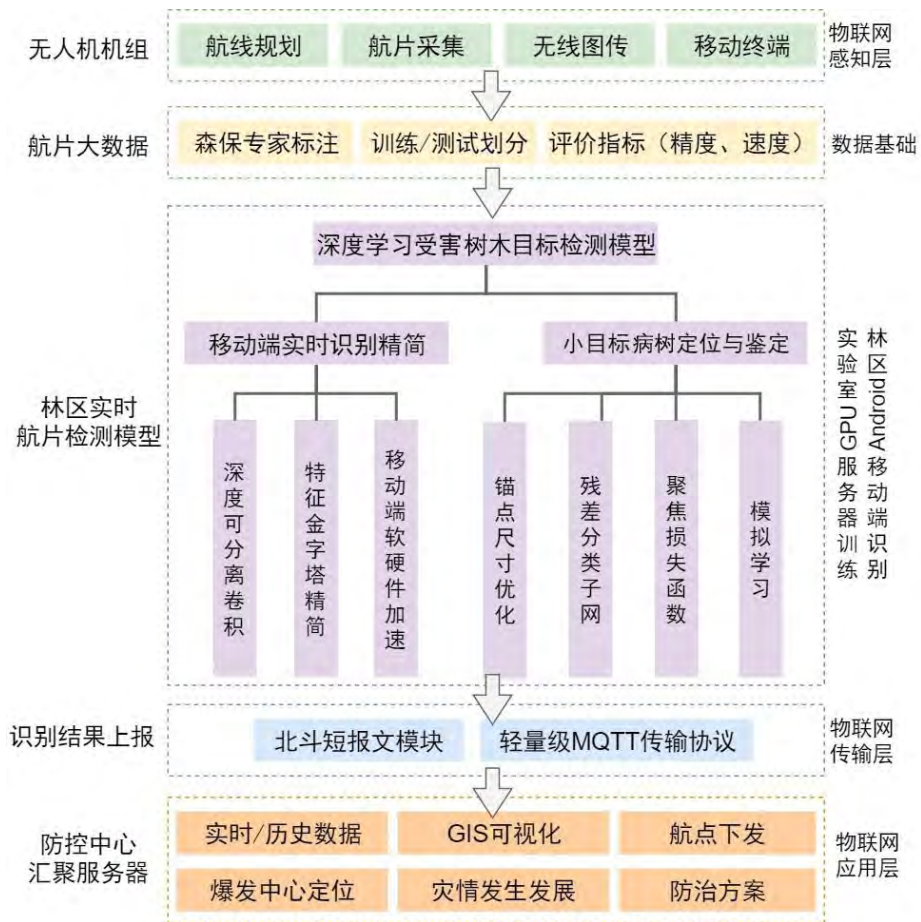 无人机机组
航线规划
航片采集
无线图传
移动终端
物联网
感知层
航片大数据
森保专家标注
训练/测试划分
评价指标（精度、速度）
数据基础
深度学习受害树木目标检测模型
移动端实时识别精简
小目标病树定位与鉴定
林区实时
航片检测模型
深度可分离卷积
特征金字塔精简
移动端软硬件加速
锚点尺寸优化
残差分类子网
聚焦损失函数
模拟学习
实验室GPU服务器训练
林区Android移动端识别
识别结果上报
北斗短报文模块
轻量级MQTT传输协议
物联网
传输层
防控中心
汇聚服务器
实时/历史数据
GIS可视化
航点下发
爆发中心定位
灾情发生发展
防治方案
物联网
应用层